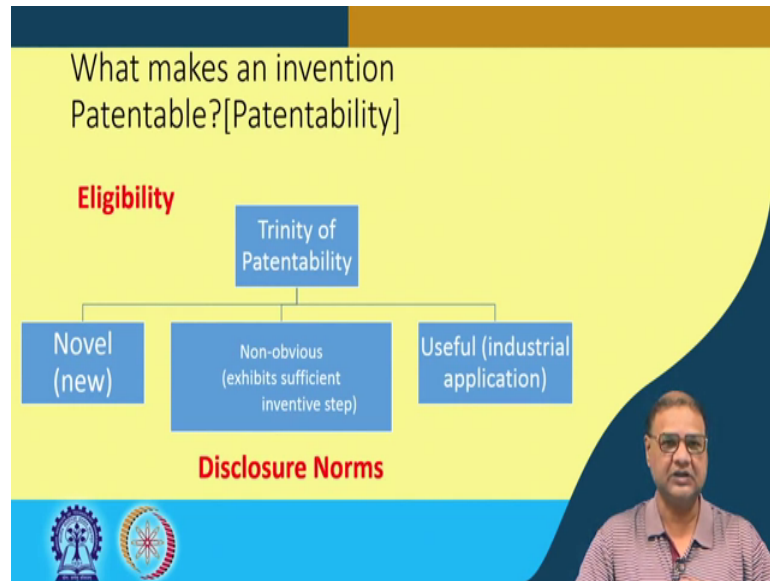 What makes an invention
Patentable?[Patentability]
Eligibility
Trinity of
Patentability
Novel
(new)
Non-obvious
(exhibits sufficient
inventive step)
Useful (industrial
application)
Disclosure Norms